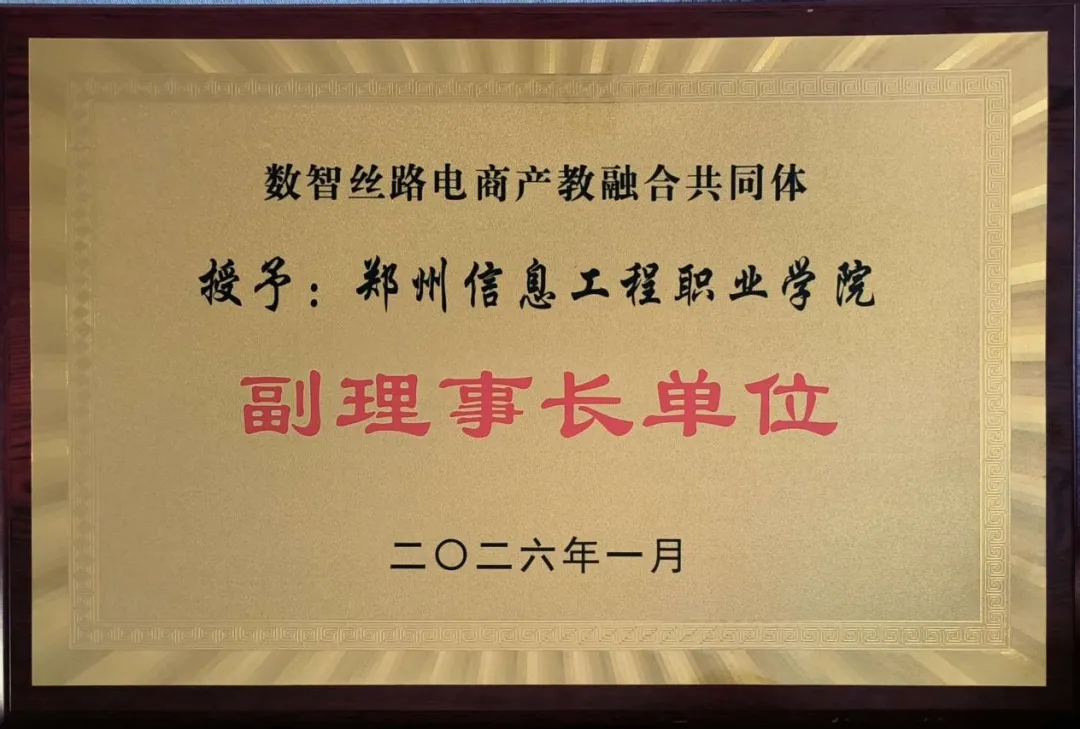 数智丝路电商产教融合共同体
授予：郑州信息工程职业学院
副理事长单位
二〇二六年一月